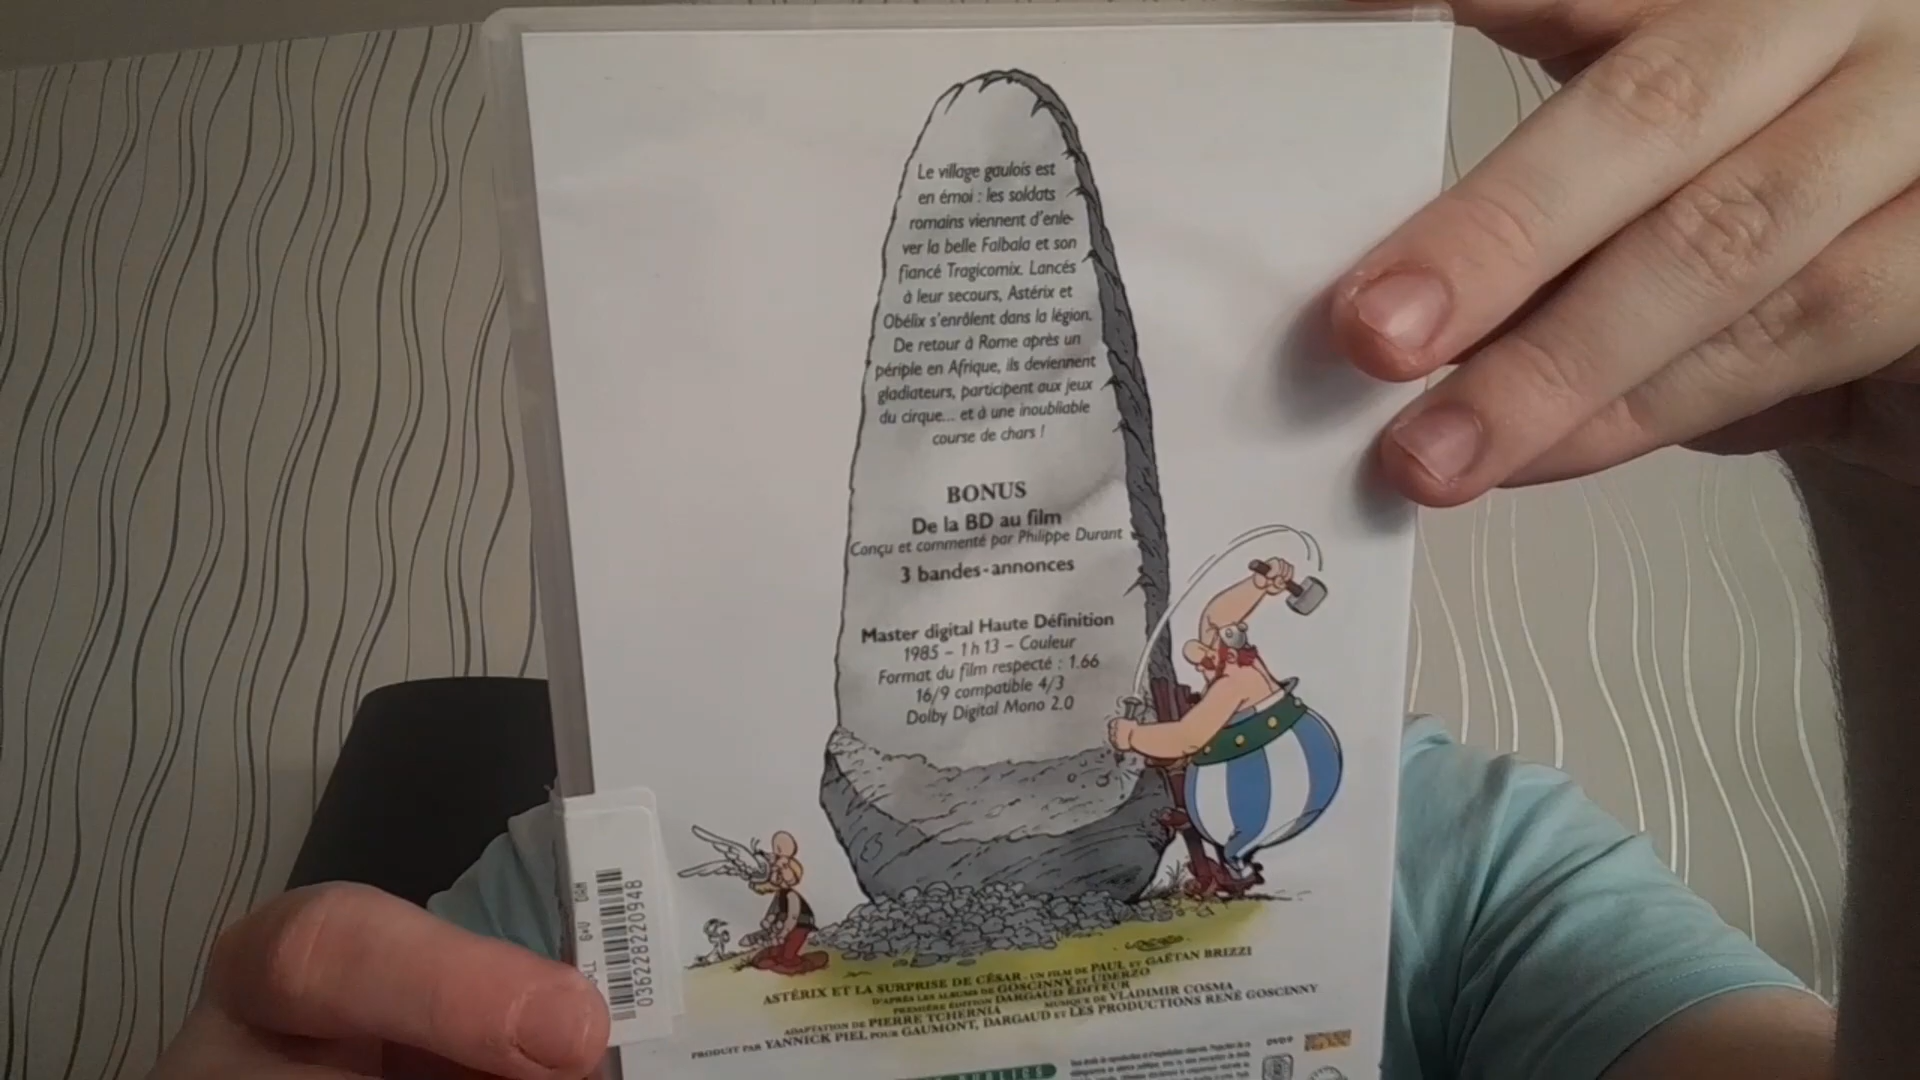 Le village gaulois est
en émoi : les soldats
romains viennent d'enle-
ver la belle Falbala et son
fiancé Tragicomix. Lancés
à leur secours, Astérix et
Obélix s'enrôlent dans la légion.
De retour à Rome après un
périple en Afrique, ils deviennent
gladiateurs, participent aux jeux
du cirque... et à une inoubliable
course de chars !
BONUS
De la BD au film
Conçu et commenté par Philippe Durant
3 bandes-annonces
Master digital Haute Définition
1985 – 1 h 13 – Couleur
Format du film respecté : 1.66
16/9 compatible 4/3
Dolby Digital Mono 2.0
03622822O948
ASTÉRIX ET LA SURPRISE DE CÉSAR - UN FILM DE PAUL ET GAËTAN BRIZZI
D'APRÈS LES ALBUMS DE GOSCINNY ET UDERZO
PREMIÈRE ÉDITION DARGAUD ÉDITEUR
ADAPTATION DE PIERRE TCHERNIA MUSIQUE DE VLADIMIR COSMA
PRODUIT PAR YANNICK PIEL POUR GAUMONT, DARGAUD ET LES PRODUCTIONS RENÉ GOSCINNY
PUBLICS
DVD 9